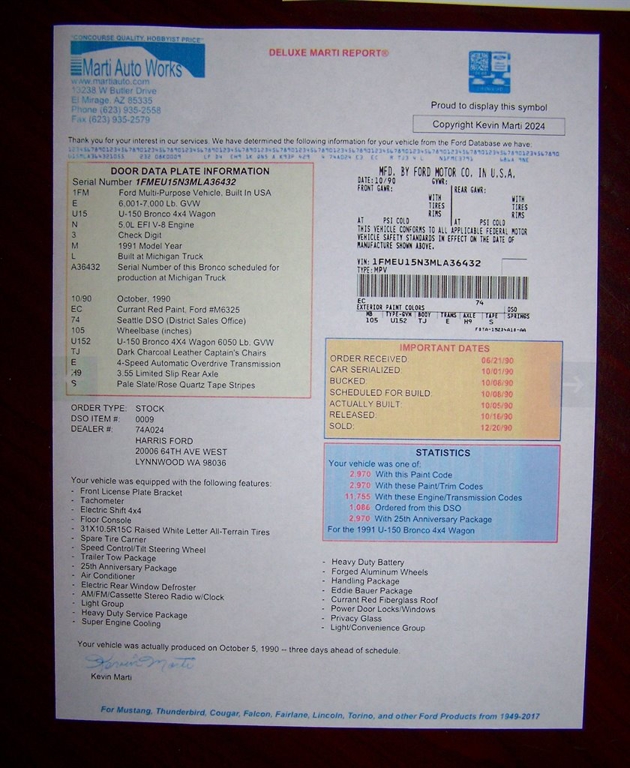 "CONCOURSE QUALITY, HOBBYIST PRICE"
Marti Auto Works
www.martiauto.com
13238 W Butler Drive
El Mirage, AZ 85335
Phone (623) 935-2558
Fax (623) 935-2579
DELUXE MARTI REPORT®
Proud to display this symbol
Copyright Kevin Marti 2024
Thank you for your interest in our services. We have determined the following information for your vehicle from the Ford Database we have.
DOOR DATA PLATE INFORMATION
Serial Number 1FMEU15N3MLA36432
1FM Ford Multi-Purpose Vehicle, Built In USA
E 6,001-7,000 Lb. GVW
U15 U-150 Bronco 4x4 Wagon
N 5.0L EFI V-8 Engine
3 Check Digit
M 1991 Model Year
L Built at Michigan Truck
A36432 Serial Number of this Bronco scheduled for
production at Michigan Truck
10/90 October, 1990
EC Currant Red Paint, Ford #M6325
74 Seattle DSO (District Sales Office)
105 Wheelbase (inches)
U152 U-150 Bronco 4X4 Wagon 6050 Lb. GVW
TJ Dark Charcoal Leather Captain's Chairs
E 4-Speed Automatic Overdrive Transmission
H9 3.55 Limited Slip Rear Axle
S Pale Slate/Rose Quartz Tape Stripes
MFD. BY FORD MOTOR CO. IN U.S.A.
DATE: 10/90 GVWR:
FRONT GAWR: REAR GAWR:
WITH WITH
TIRES TIRES
RIMS RIMS
AT PSI COLD AT PSI COLD
THIS VEHICLE CONFORMS TO ALL APPLICABLE FEDERAL MOTOR
VEHICLE SAFETY STANDARDS IN EFFECT ON THE DATE OF
MANUFACTURE SHOWN ABOVE.
VIN: 1FMEU15N3MLA36432
TYPE: MPV
EC 74
EXTERIOR PAINT COLORS DSO
WB TYPE-GVW BODY TRANS AXLE TAPE SPRINGS
105 U152 TJ E H9 S
IMPORTANT DATES
ORDER RECEIVED: 06/21/90
CAR SERIALIZED: 10/01/90
BUCKED 10/06/90
SCHEDULED FOR BUILD: 10/08/90
ACTUALLY BUILT: 10/05/90
RELEASED: 10/16/90
SOLD: 12/20/90
ORDER TYPE: STOCK
DSO ITEM #: 0009
DEALER #: 74A024
HARRIS FORD
20006 64TH AVE WEST
LYNNWOOD WA 98036
STATISTICS
Your vehicle was one of:
2,970 With this Paint Code
2,970 With these Paint/Trim Codes
11,755 With these Engine/Transmission Codes
1,086 Ordered from this DSO
2,970 With 25th Anniversary Package
For the 1991 U-150 Bronco 4x4 Wagon
Your vehicle was equipped with the following features:
- Front License Plate Bracket
- Tachometer
- Electric Shift 4x4
- Floor Console
- 31X10.5R15C Raised White Letter All-Terrain Tires
- Spare Tire Carrier
- Speed Control/Tilt Steering Wheel
- Trailer Tow Package
- 25th Anniversary Package
- Air Conditioner
- Electric Rear Window Defroster
- AM/FM/Cassette Stereo Radio w/Clock
- Light Group
- Heavy Duty Service Package
- Super Engine Cooling
- Heavy Duty Battery
- Forged Aluminum Wheels
- Handling Package
- Eddie Bauer Package
- Currant Red Fiberglass Roof
- Power Door Locks/Windows
- Privacy Glass
- Light/Convenience Group
Your vehicle was actually produced on October 5, 1990 -- three days ahead of schedule.
Kevin Marti
Kevin Marti
For Mustang, Thunderbird, Cougar, Falcon, Fairlane, Lincoln, Torino, and other Ford Products from 1949-2017